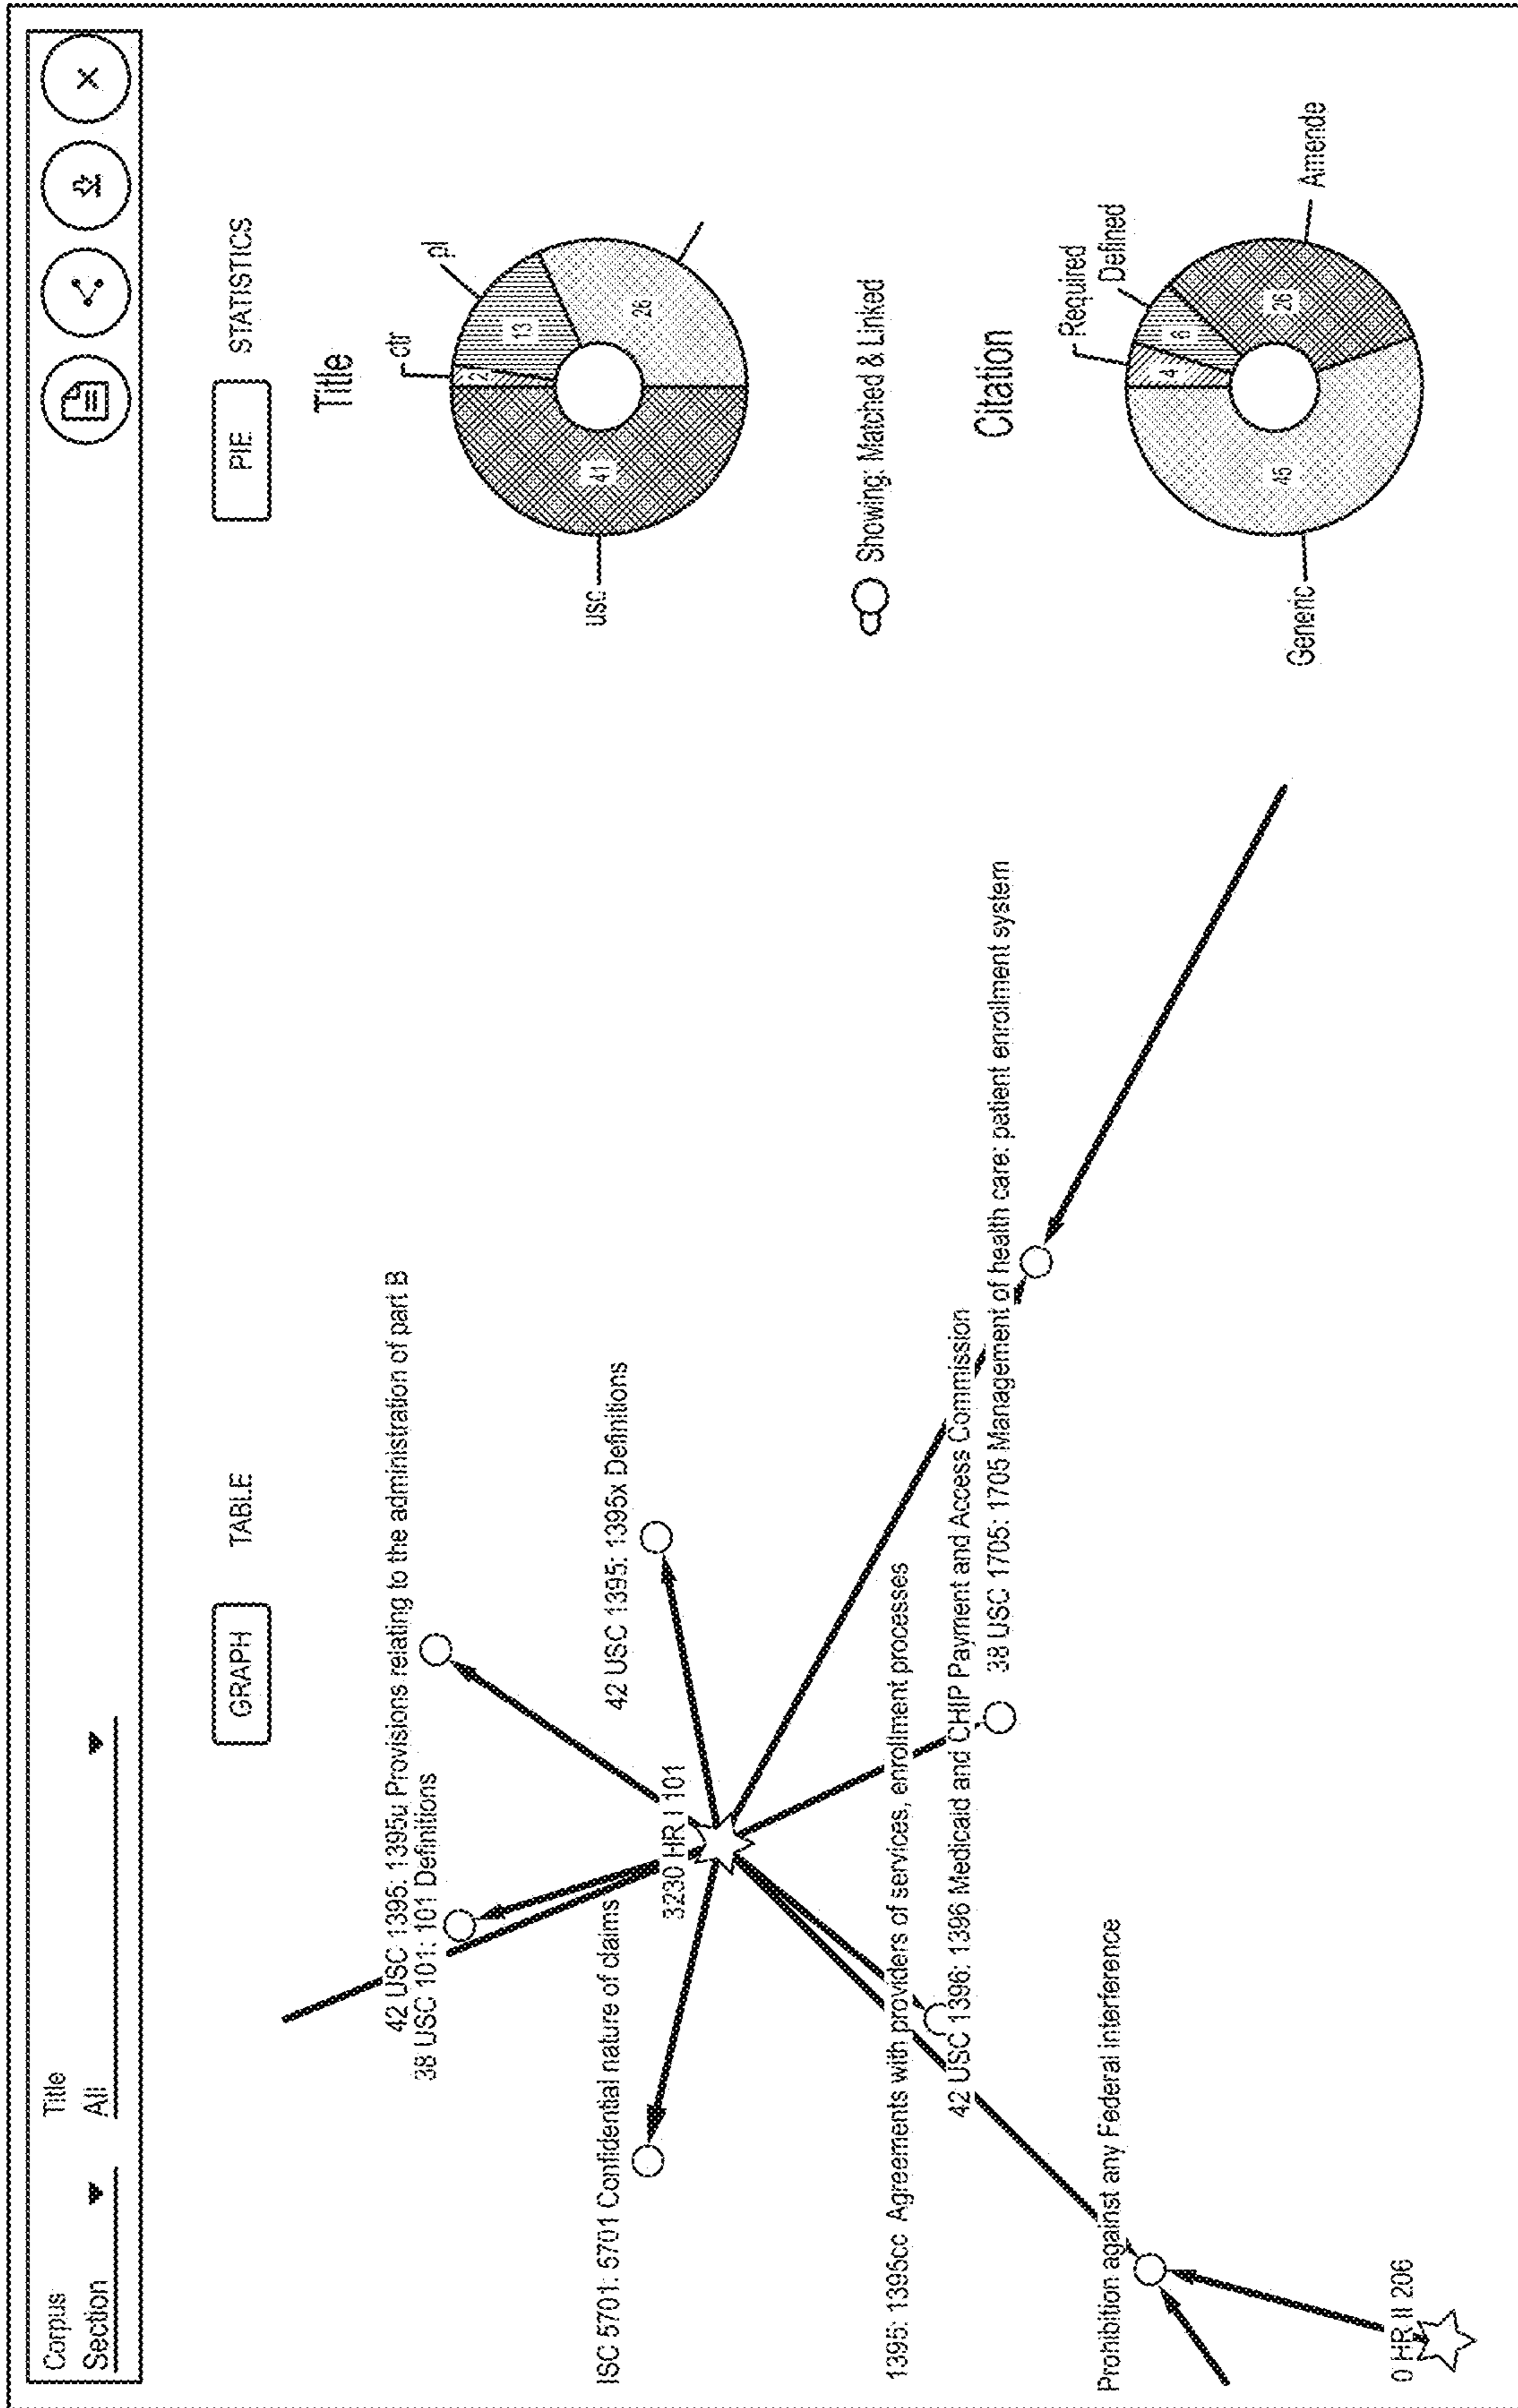 Corpus
Title
Section
All
GRAPH
TABLE
PIE
STATISTICS
42 USC 1395: 1395u Provisions relating to the administration of part B
38 USC 101: 101 Definitions
42 USC 1395: 1395x Definitions
ISC 5701: 5701 Confidential nature of claims
3230 HR I 101
1395: 1395cc Agreements with providers of services, enrollment processes
42 USC 1396: 1396 Medicaid and CHIP Payment and Access Commission
38 USC 1705: 1705 Management of health care: patient enrollment system
Prohibition against any Federal interference
0 HR II 206
Title
cfr
pl
usc
2
13
26
41
Showing: Matched & Linked
Citation
Required
Defined
Amende
Generic
4
6
26
45